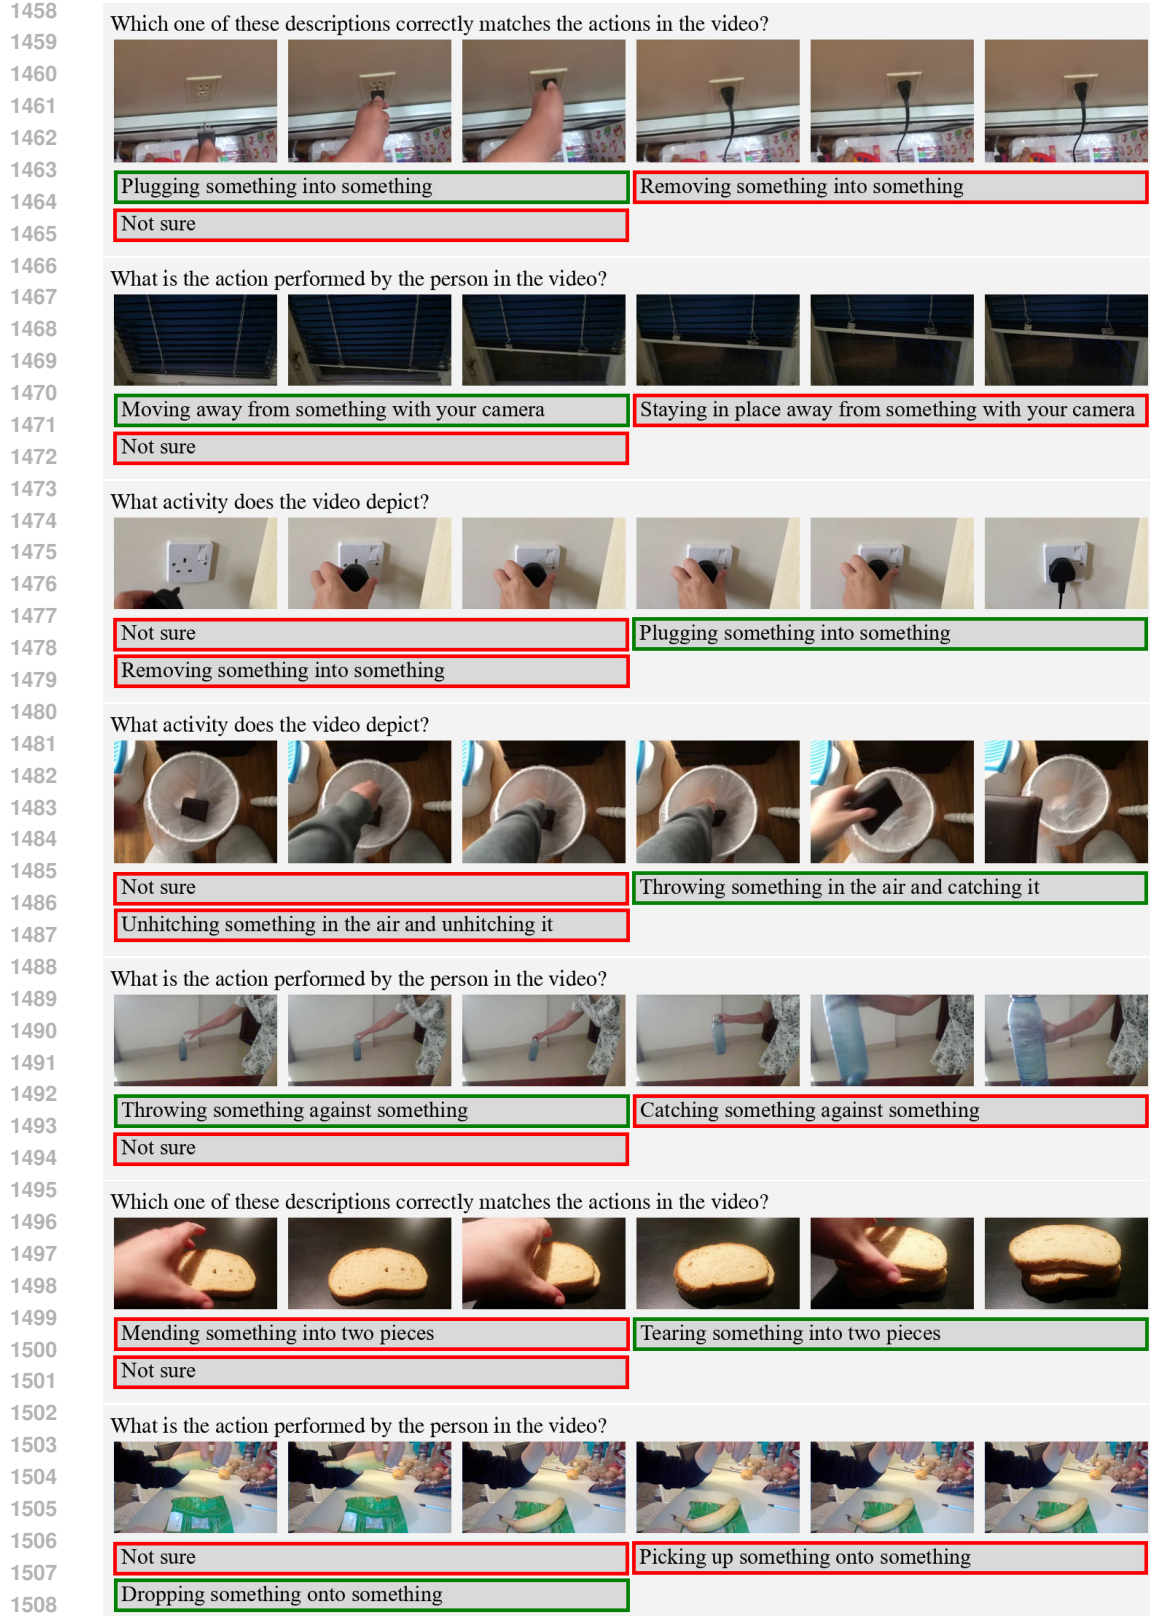 1458
Which one of these descriptions correctly matches the actions in the video?
1459
1460
1461
1462
1463
Plugging something into something Removing something into something
1464
Not sure
1465
1466
What is the action performed by the person in the video?
1467
1468
1469
1470
Moving away from something with your camera Staying in place away from something with your camera
1471
Not sure
1472
1473
What activity does the video depict?
1474
1475
1476
1477
Not sure Plugging something into something
1478
Removing something into something
1479
1480
What activity does the video depict?
1481
1482
1483
1484
1485
Not sure Throwing something in the air and catching it
1486
Unhitching something in the air and unhitching it
1487
1488
What is the action performed by the person in the video?
1489
1490
1491
1492
Throwing something against something Catching something against something
1493
Not sure
1494
1495
Which one of these descriptions correctly matches the actions in the video?
1496
1497
1498
1499
Mending something into two pieces Tearing something into two pieces
1500
Not sure
1501
1502
What is the action performed by the person in the video?
1503
1504
1505
1506
Not sure Picking up something onto something
1507
Dropping something onto something
1508